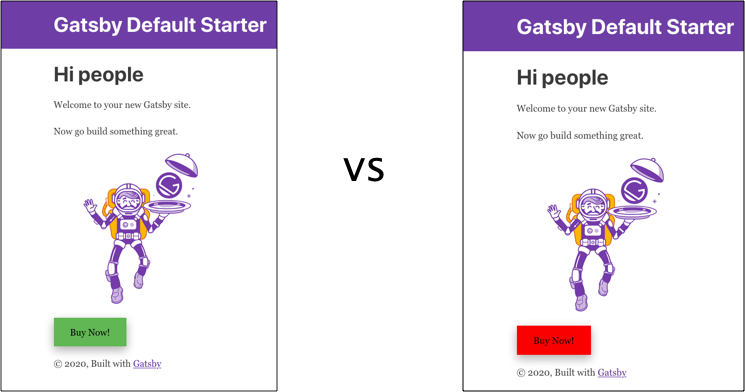 Gatsby Default Starter
Hi people
Welcome to your new Gatsby site.
Now go build something great.
Buy Now!
© 2020, Built with Gatsby
vs
Gatsby Default Starter
Hi people
Welcome to your new Gatsby site.
Now go build something great.
Buy Now!
© 2020, Built with Gatsby